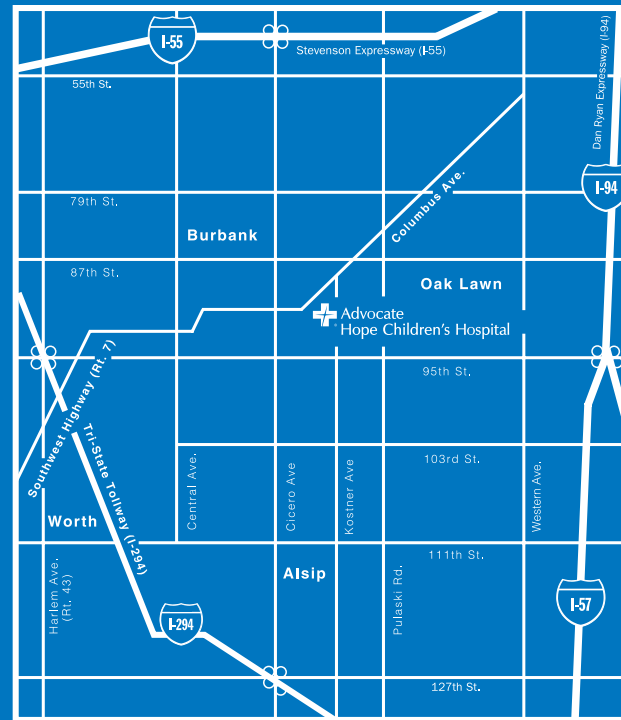 I-55
Stevenson Expressway (I-55)
Dan Ryan Expressway (I-94)
55th St.
I-94
79th St.
Columbus Ave.
Burbank
87th St.
Oak Lawn
Advocate
Hope Children's Hospital
Southwest Highway (Rt. 7)
95th St.
Tri-State Tollway (I-294)
Central Ave.
Cicero Ave
Kostner Ave
103rd St.
Western Ave.
Worth
111th St.
Harlem Ave.
(Rt. 43)
Alsip
Pulaski Rd.
I-57
I-294
127th St.